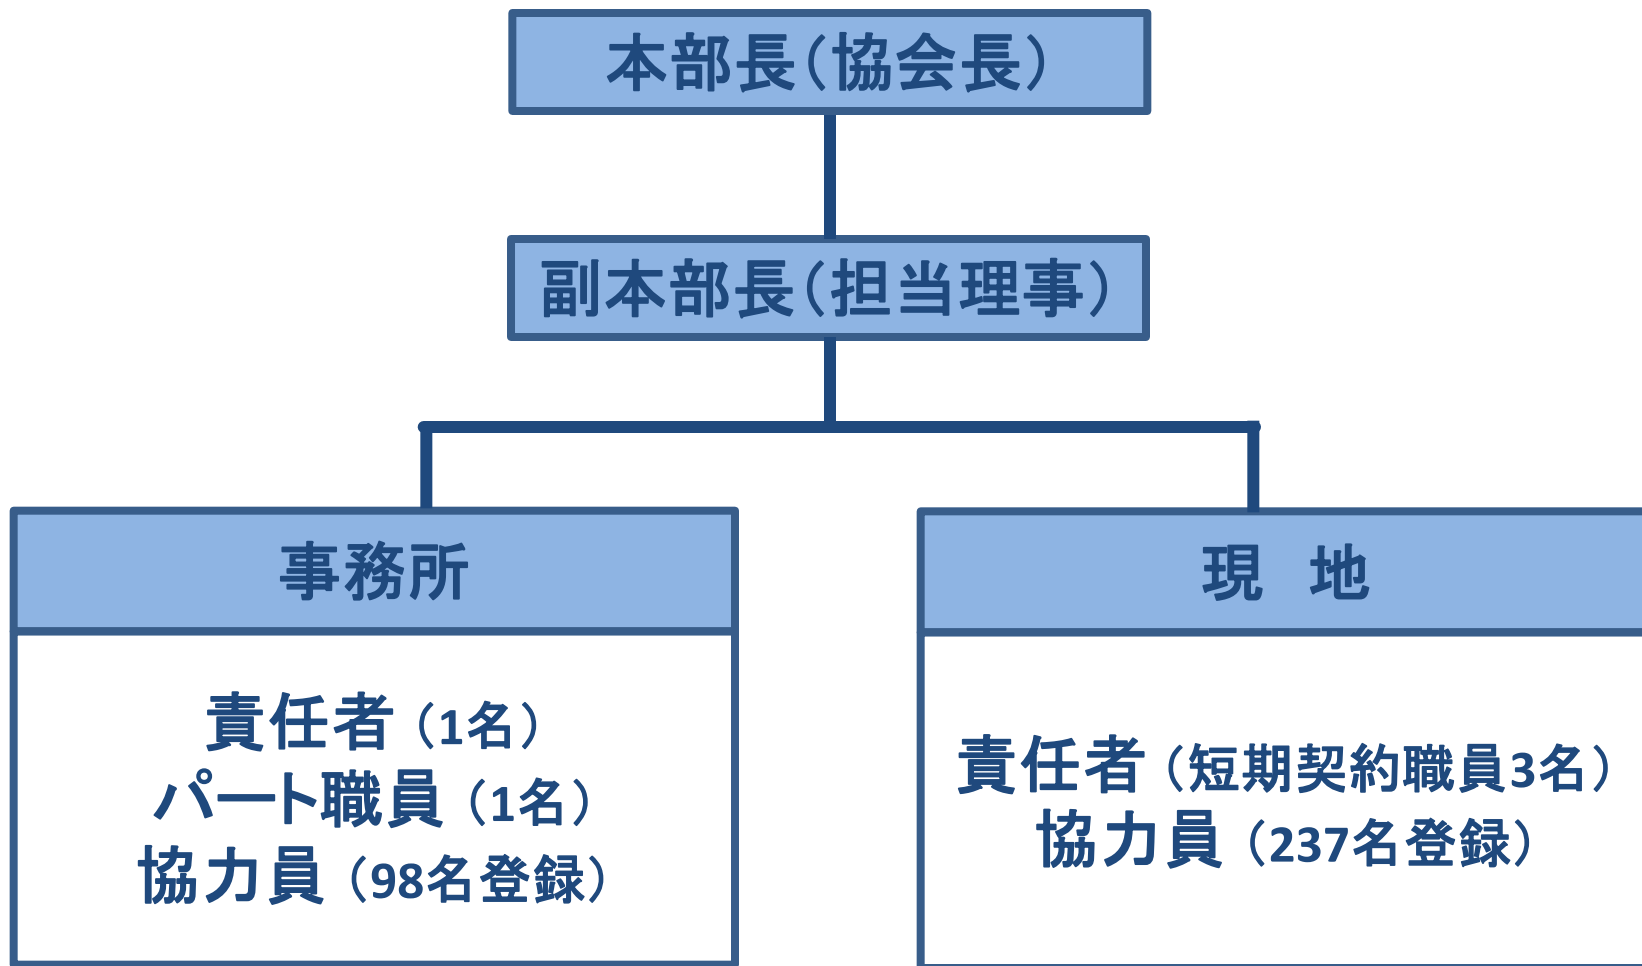 本部長（協会長）
副本部長（担当理事）
事務所
責任者（1名）
パート職員（1名）
協力員（98名登録）
現　地
責任者（短期契約職員3名）
協力員（237名登録）